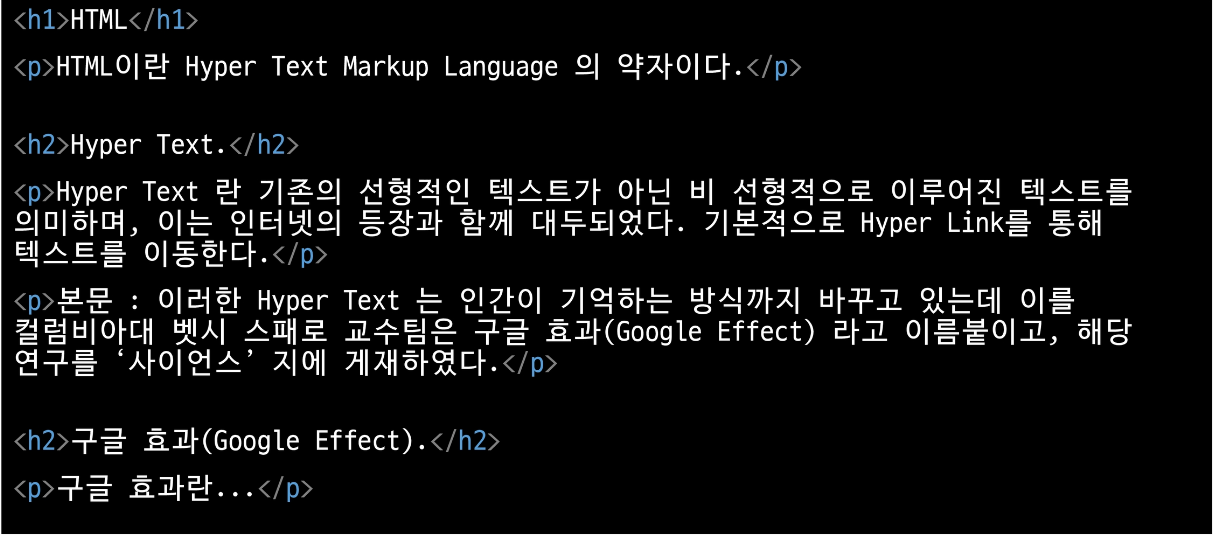 <h1>HTML</h1>
<p>HTML이란 Hyper Text Markup Language 의 약자이다.</p>
<h2>Hyper Text.</h2>
<p>Hyper Text 란 기존의 선형적인 텍스트가 아닌 비 선형적으로 이루어진 텍스트를
의미하며, 이는 인터넷의 등장과 함께 대두되었다. 기본적으로 Hyper Link를 통해
텍스트를 이동한다.</p>
<p>본문 : 이러한 Hyper Text 는 인간이 기억하는 방식까지 바꾸고 있는데 이를
컬럼비아대 벳시 스패로 교수팀은 구글 효과(Google Effect) 라고 이름붙이고, 해당
연구를 ‘사이언스’ 지에 게재하였다.</p>
<h2>구글 효과(Google Effect).</h2>
<p>구글 효과란...</p>